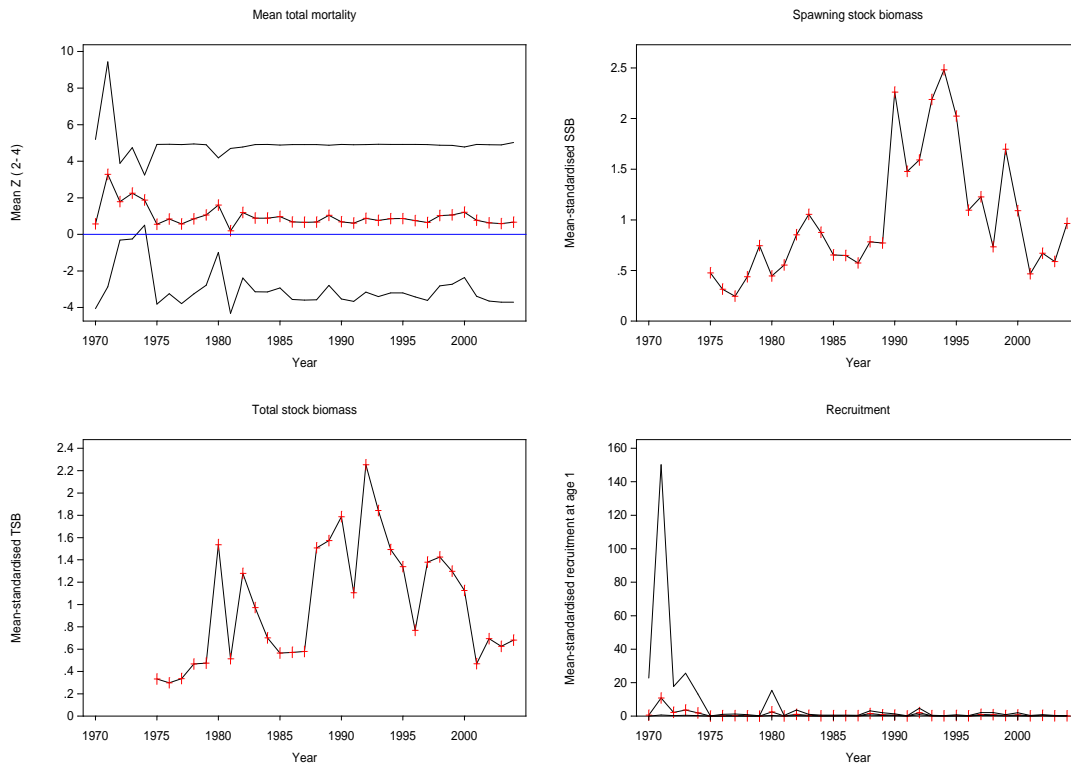 Mean total mortality
10
8
6
4
2
0
-2
-4
Mean Z ( 2- 4)
1970 1975 1980 1985 1990 1995 2000
Year
Spawning stock biomass
2.5
2
1.5
1
.5
0
Mean-standardised SSB
1970 1975 1980 1985 1990 1995 2000
Year
Total stock biomass
2.4
2.2
2
1.8
1.6
1.4
1.2
1
.8
.6
.4
.2
0
Mean-standardised TSB
1970 1975 1980 1985 1990 1995 2000
Year
Recruitment
160
140
120
100
80
60
40
20
0
Mean-standardised recruitment at age 1
1970 1975 1980 1985 1990 1995 2000
Year